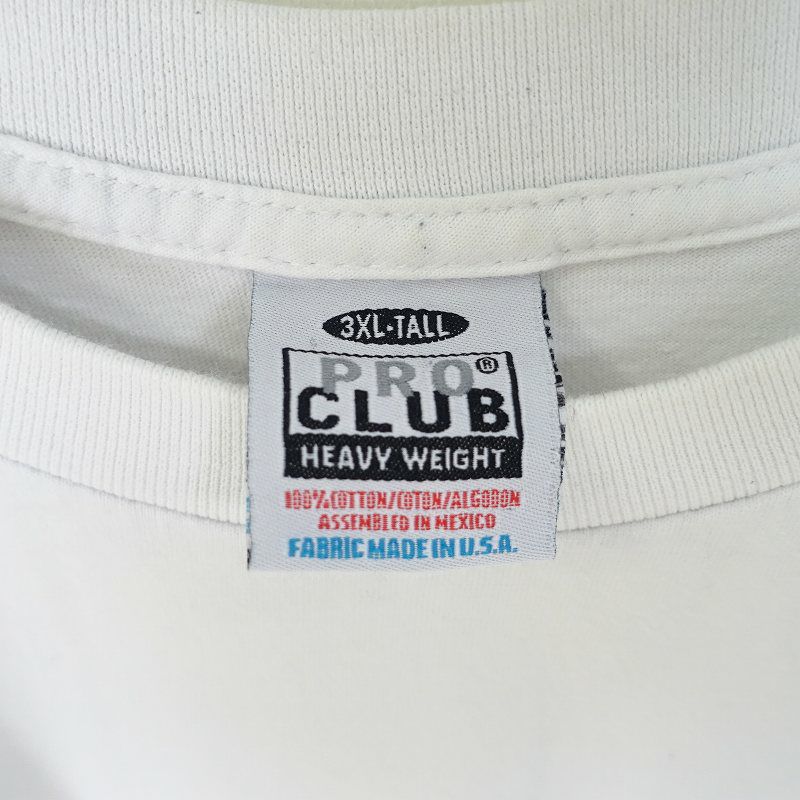 3XL·TALL
PRO®
CLUB
HEAVY WEIGHT
100%COTTON/COTON/ALGODON
ASSEMBLED IN MEXICO
FABRIC MADE IN U.S.A.